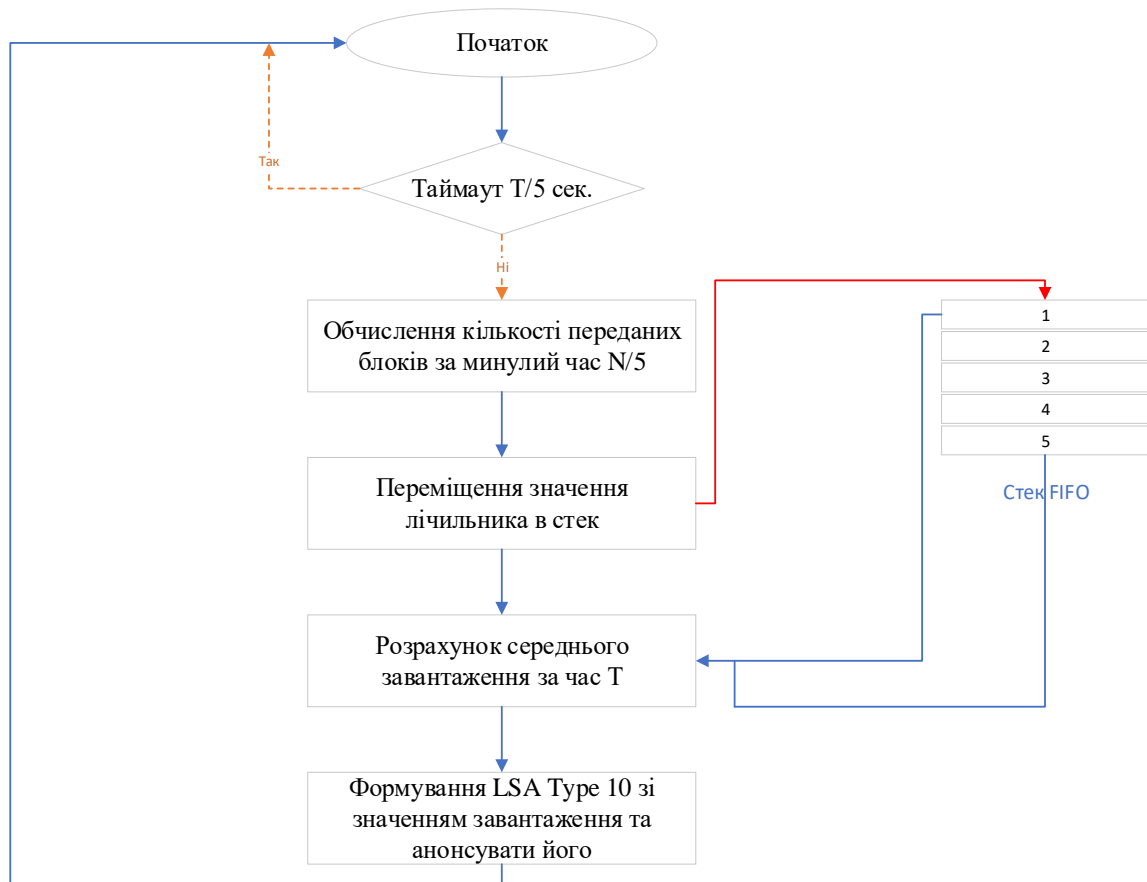 Початок
Так
Таймаут Т/5 сек.
Ні
Обчислення кількості переданих
блоків за минулий час N/5
1
2
3
4
5
Стек FIFO
Переміщення значення
лічильника в стек
Розрахунок середнього
завантаження за час Т
Формування LSA Type 10 зі
значенням завантаження та
анонсувати його